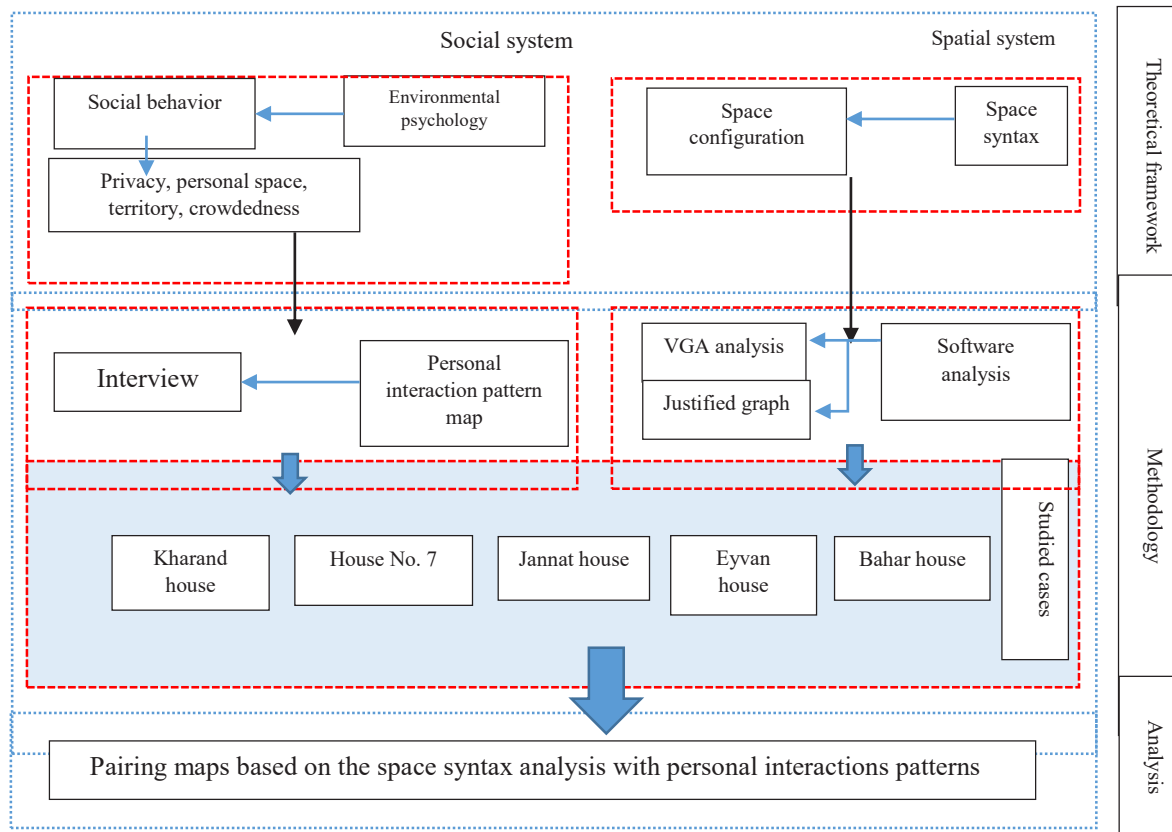 Social system
Spatial system
Social behavior
Environmental
psychology
Privacy, personal space,
territory, crowdedness
Space
configuration
Space
syntax
Theoretical framework
Interview
Personal
interaction pattern
map
VGA analysis
Justified graph
Software
analysis
Methodology
Kharand
house
House No. 7
Jannat house
Eyvan
house
Bahar house
Studied cases
Pairing maps based on the space syntax analysis with personal interactions patterns
Analysis